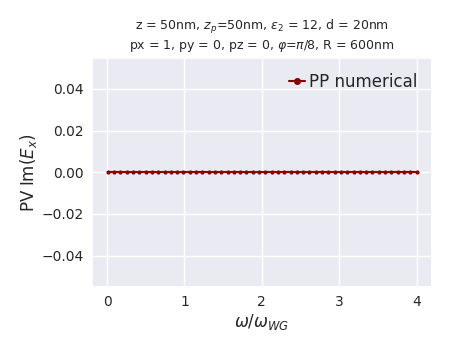 z = 50nm, z_p=50nm, ε_2 = 12, d = 20nm
px = 1, py = 0, pz = 0, φ=π/8, R = 600nm
PP numerical
0.04
0.02
0.00
−0.02
−0.04
PV Im(E_x)
0
1
2
3
4
ω/ω_WG